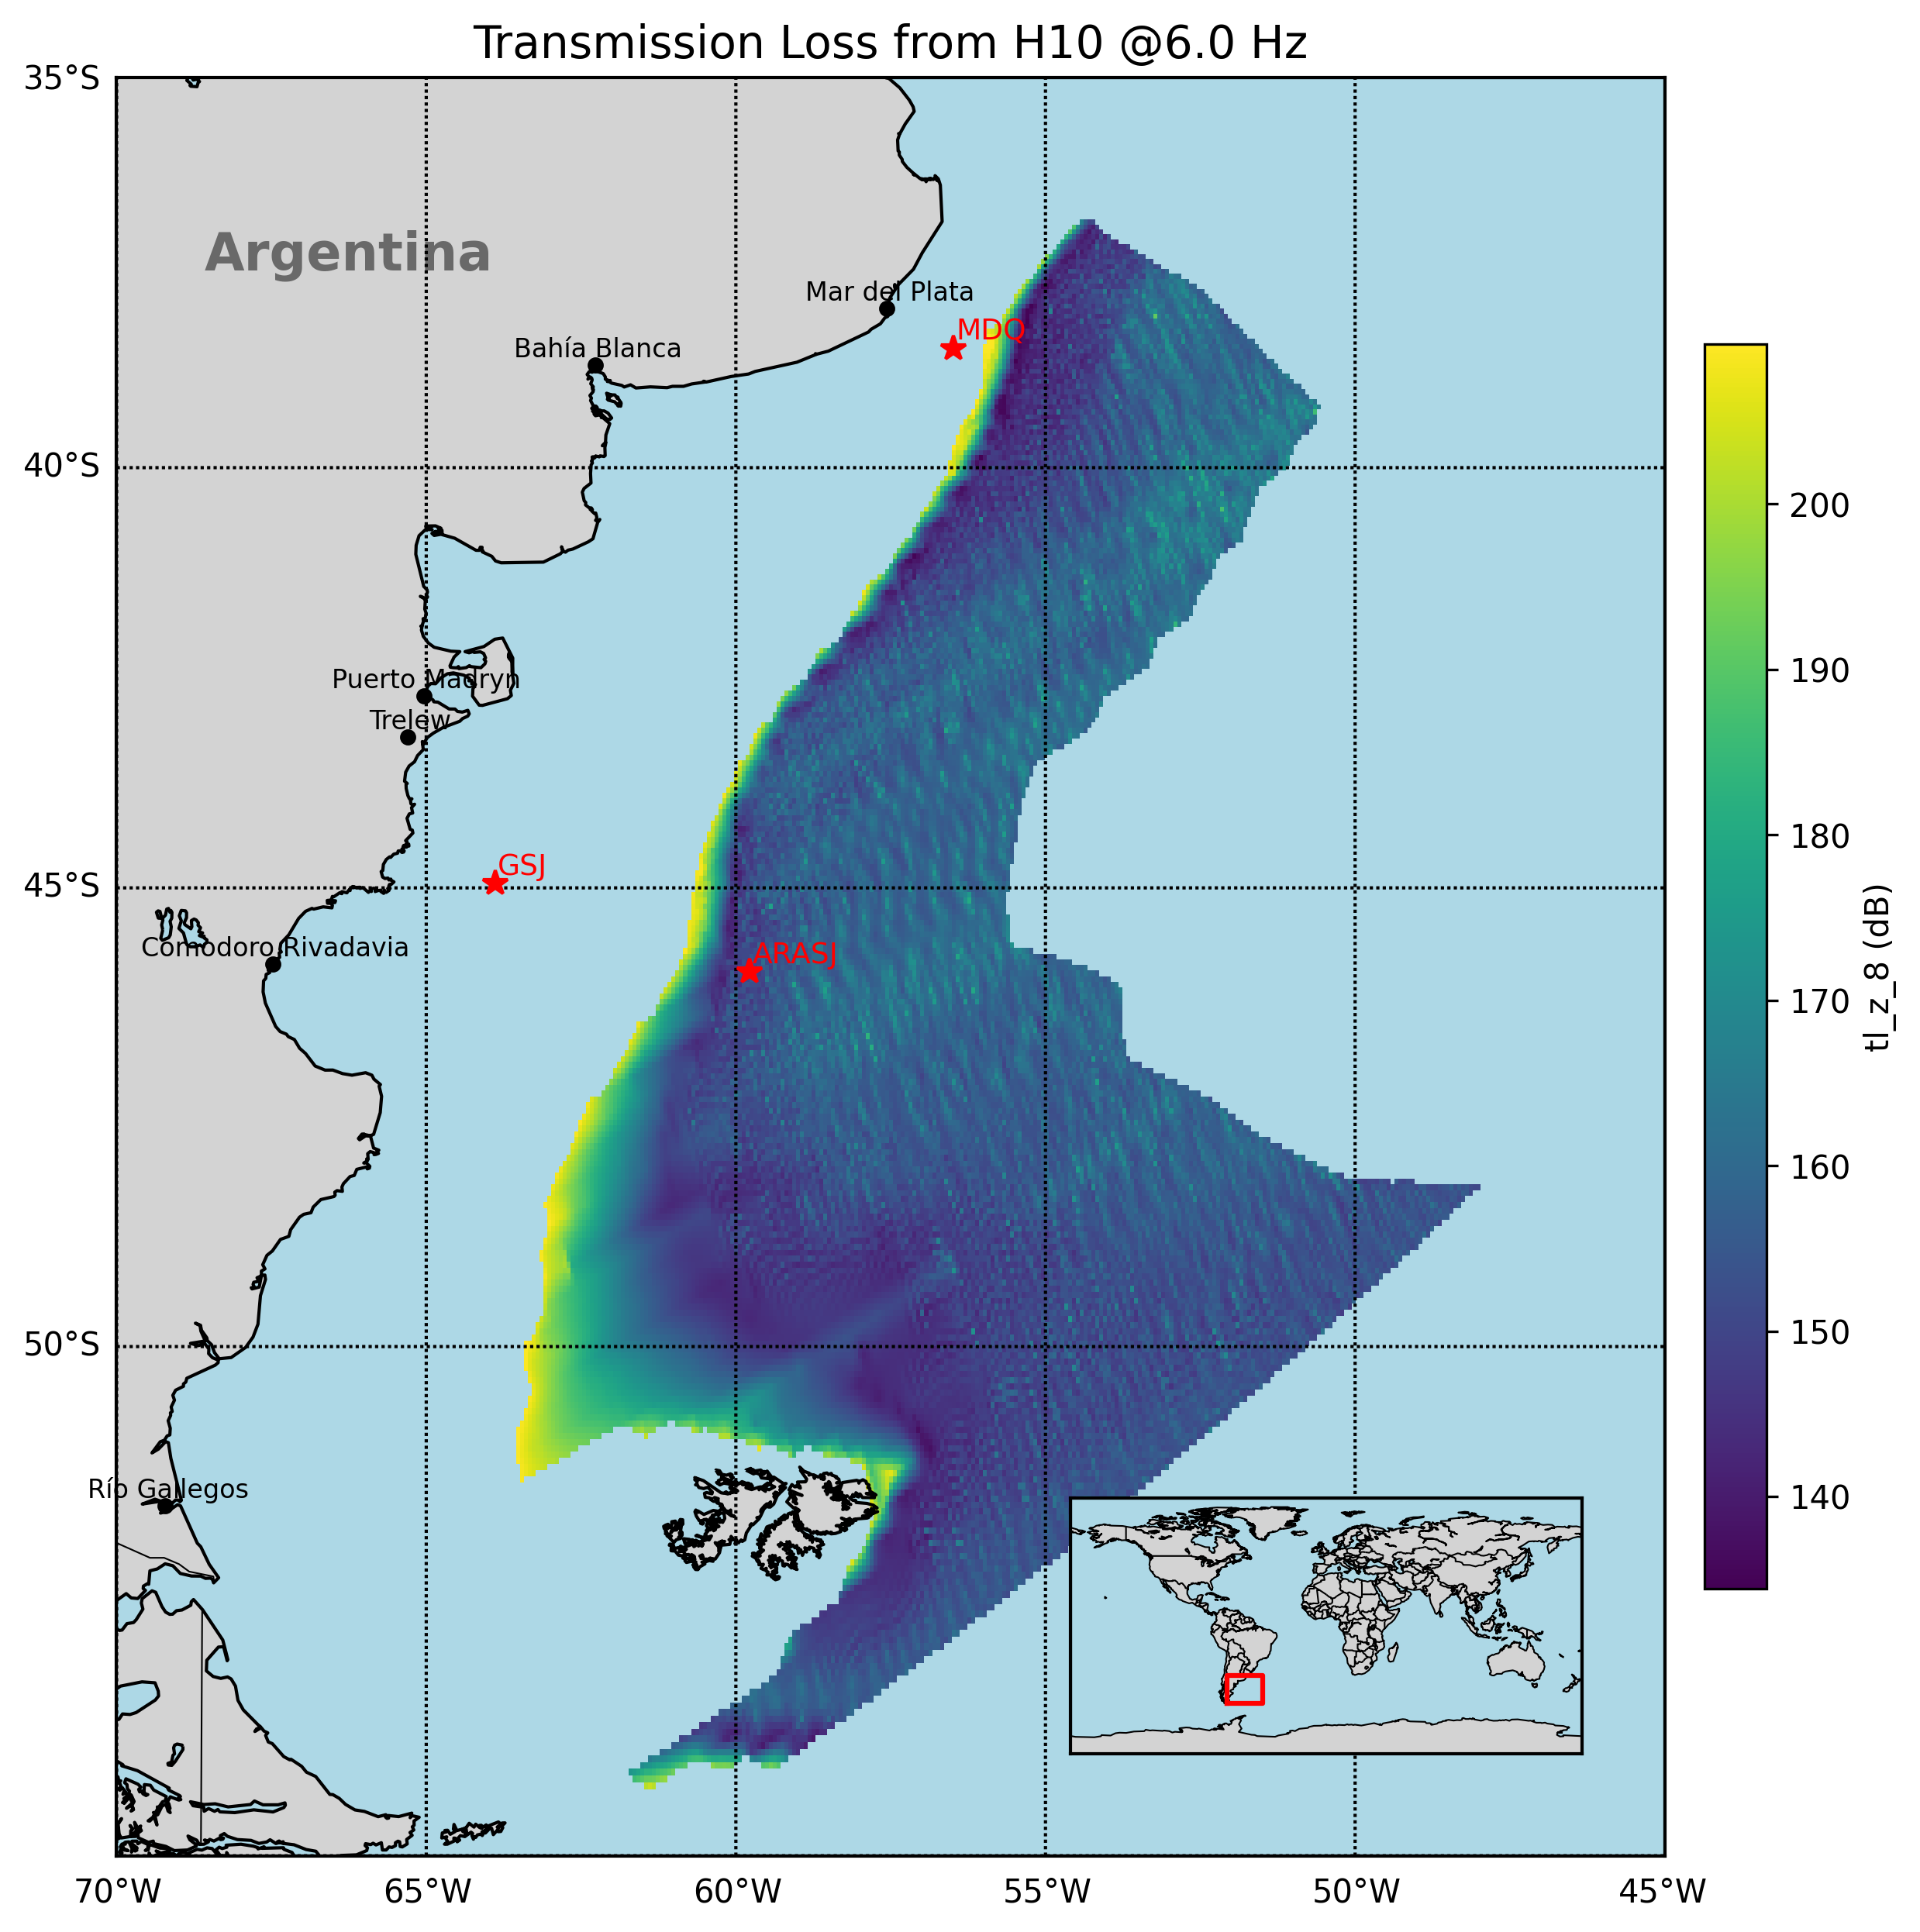 Transmission Loss from H10 @6.0 Hz
35°S
Argentina
Mar del Plata
MDQ
Bahía Blanca
40°S
200
190
Puerto Madryn
Trelew
180
GSJ
45°S
tl_z_8 (dB)
Comodoro Rivadavia
ARASJ
170
160
50°S
150
Río Gallegos
140
70°W
65°W
60°W
55°W
50°W
45°W